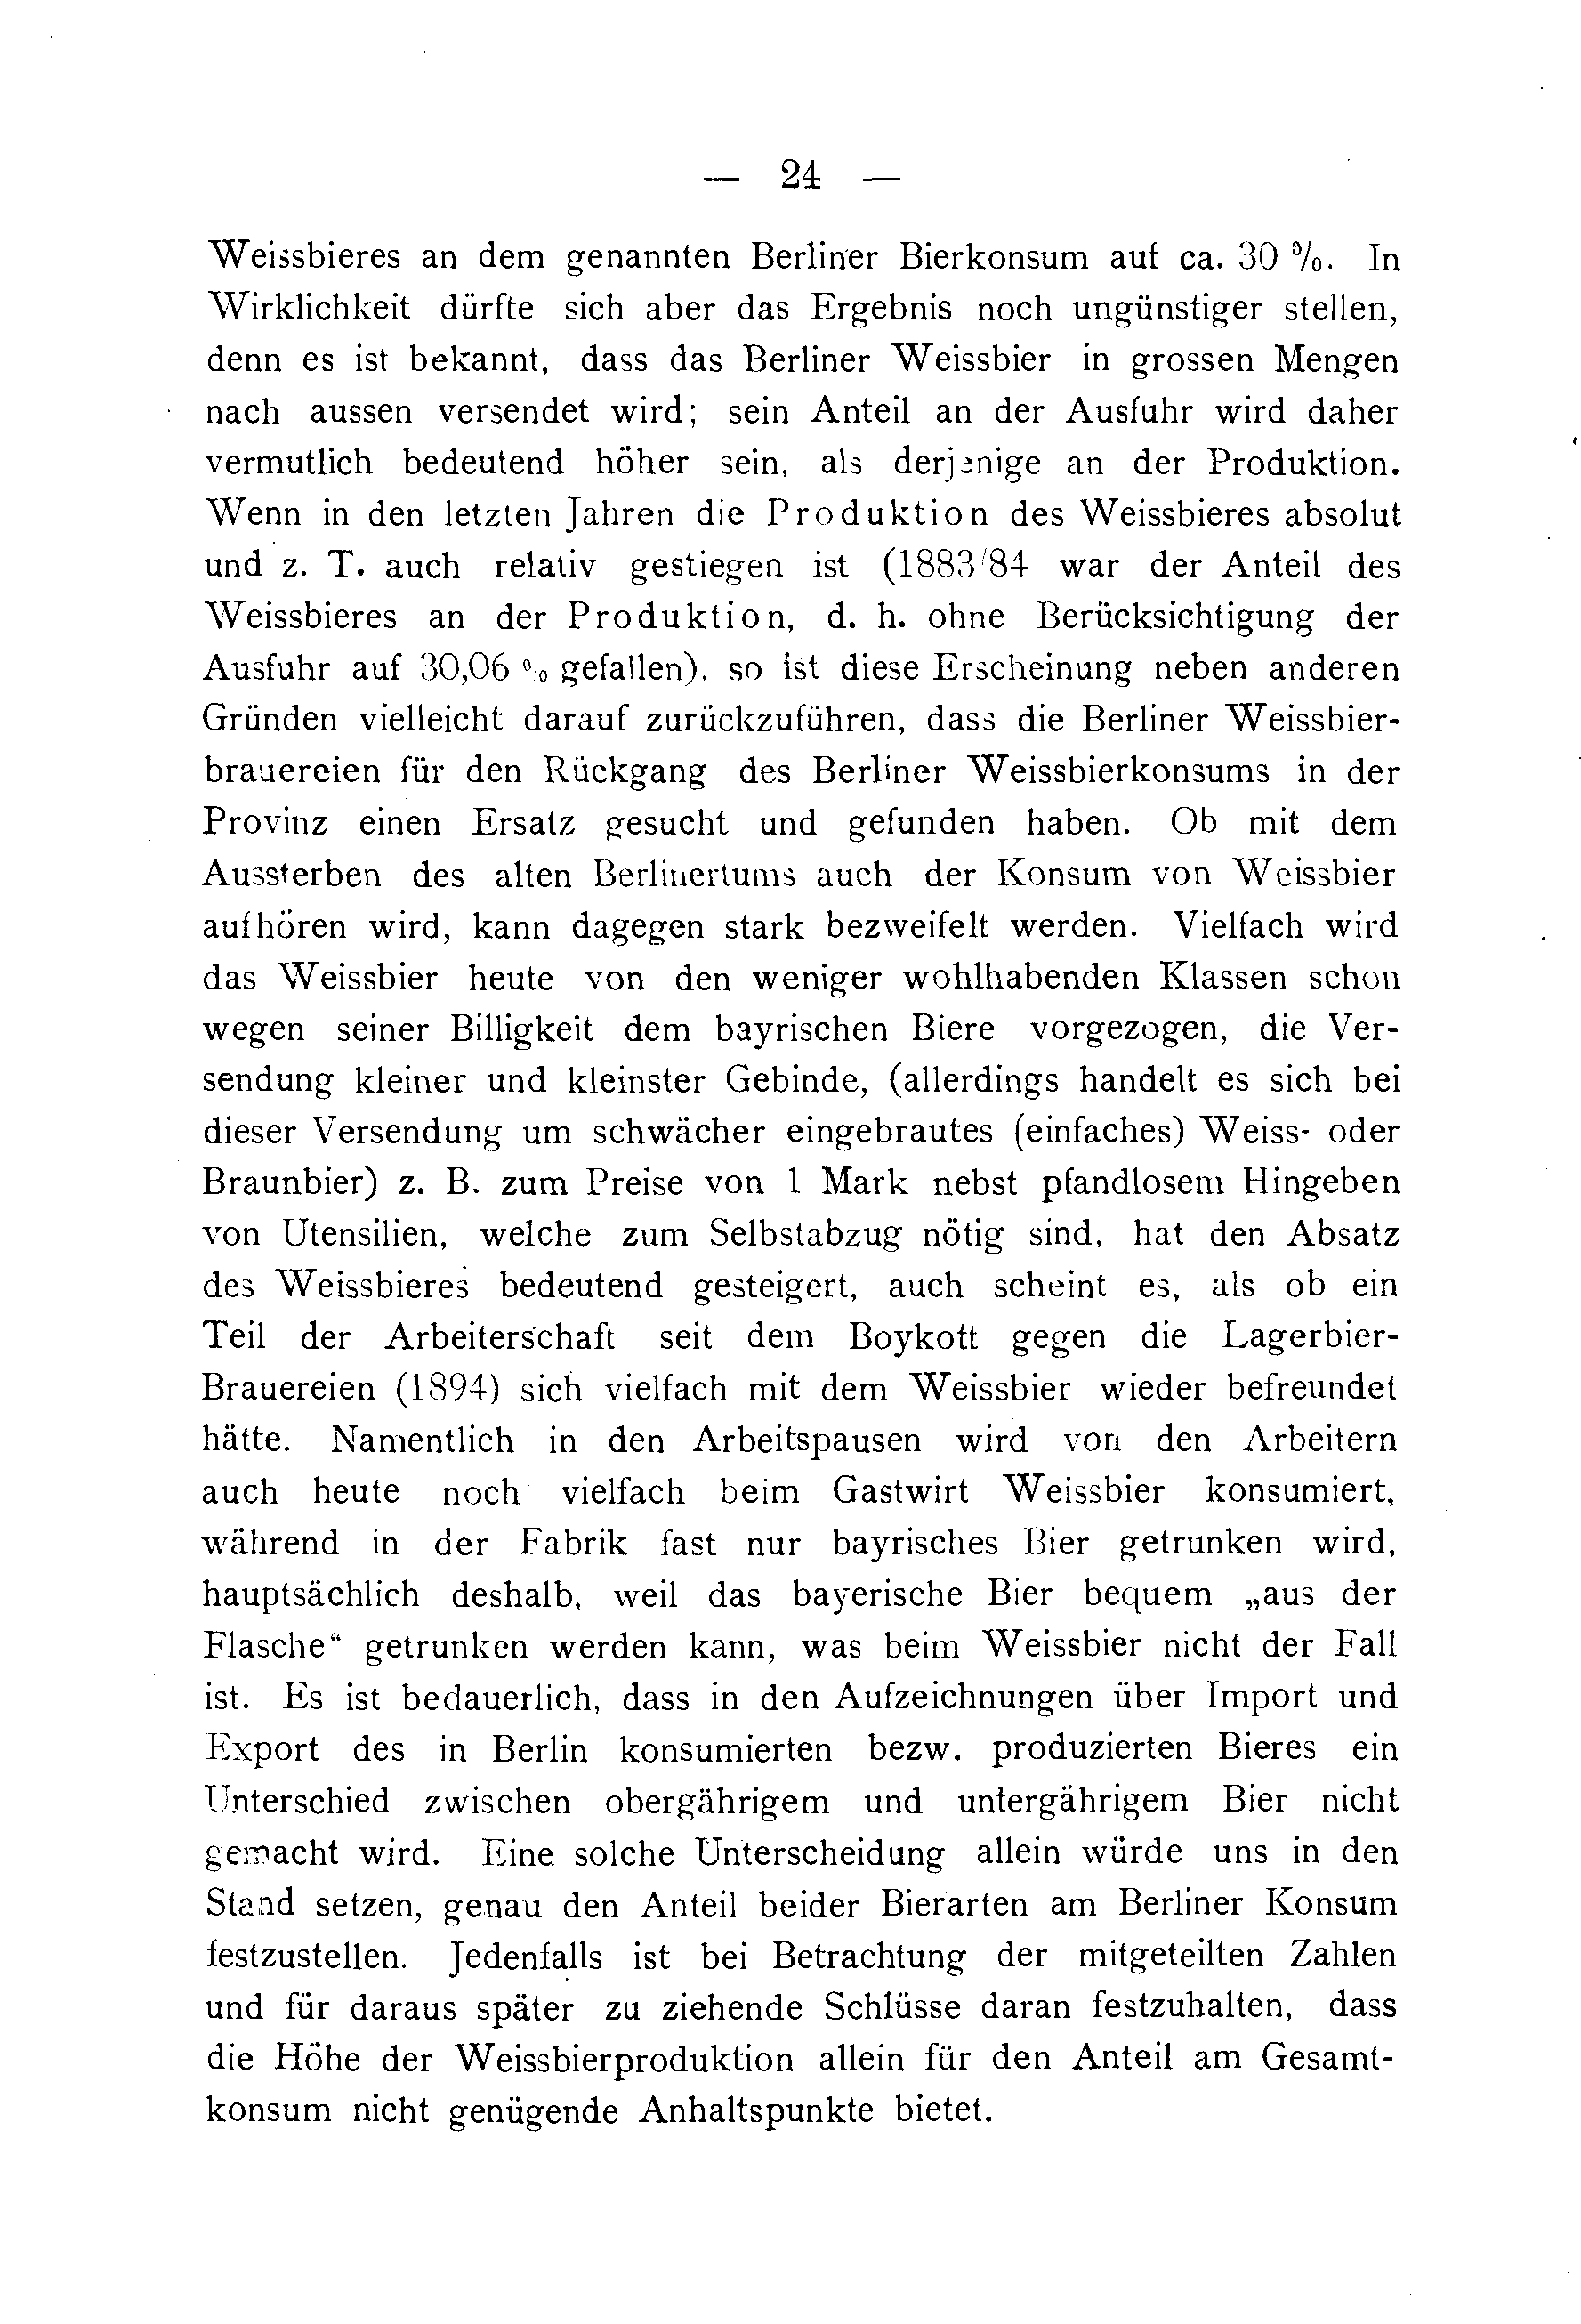 — 24 —
Weissbieres an dem genannten Berliner Bierkonsum auf ca. 30 %. In
Wirklichkeit dürfte sich aber das Ergebnis noch ungünstiger stellen,
denn es ist bekannt, dass das Berliner Weissbier in grossen Mengen
nach aussen versendet wird; sein Anteil an der Ausfuhr wird daher
vermutlich bedeutend höher sein, als derjenige an der Produktion.
Wenn in den letzten Jahren die Produktion des Weissbieres absolut
und z. T. auch relativ gestiegen ist (1883/84 war der Anteil des
Weissbieres an der Produktion, d. h. ohne Berücksichtigung der
Ausfuhr auf 30,06 % gefallen), so ist diese Erscheinung neben anderen
Gründen vielleicht darauf zurückzuführen, dass die Berliner Weissbier-
brauereien für den Rückgang des Berliner Weissbierkonsums in der
Provinz einen Ersatz gesucht und gefunden haben. Ob mit dem
Aussterben des alten Berlinertums auch der Konsum von Weissbier
aufhören wird, kann dagegen stark bezweifelt werden. Vielfach wird
das Weissbier heute von den weniger wohlhabenden Klassen schon
wegen seiner Billigkeit dem bayrischen Biere vorgezogen, die Ver-
sendung kleiner und kleinster Gebinde, (allerdings handelt es sich bei
dieser Versendung um schwächer eingebrautes (einfaches) Weiss- oder
Braunbier) z. B. zum Preise von 1 Mark nebst pfandlosem Hingeben
von Utensilien, welche zum Selbstabzug nötig sind, hat den Absatz
des Weissbieres bedeutend gesteigert, auch scheint es, als ob ein
Teil der Arbeiterschaft seit dem Boykott gegen die Lagerbier-
Brauereien (1894) sich vielfach mit dem Weissbier wieder befreundet
hätte. Namentlich in den Arbeitspausen wird von den Arbeitern
auch heute noch vielfach beim Gastwirt Weissbier konsumiert,
während in der Fabrik fast nur bayrisches Bier getrunken wird,
hauptsächlich deshalb, weil das bayerische Bier bequem „aus der
Flasche“ getrunken werden kann, was beim Weissbier nicht der Fall
ist. Es ist bedauerlich, dass in den Aufzeichnungen über Import und
Export des in Berlin konsumierten bezw. produzierten Bieres ein
Unterschied zwischen obergährigem und untergährigem Bier nicht
gemacht wird. Eine solche Unterscheidung allein würde uns in den
Stand setzen, genau den Anteil beider Bierarten am Berliner Konsum
festzustellen. Jedenfalls ist bei Betrachtung der mitgeteilten Zahlen
und für daraus später zu ziehende Schlüsse daran festzuhalten, dass
die Höhe der Weissbierproduktion allein für den Anteil am Gesamt-
konsum nicht genügende Anhaltspunkte bietet.